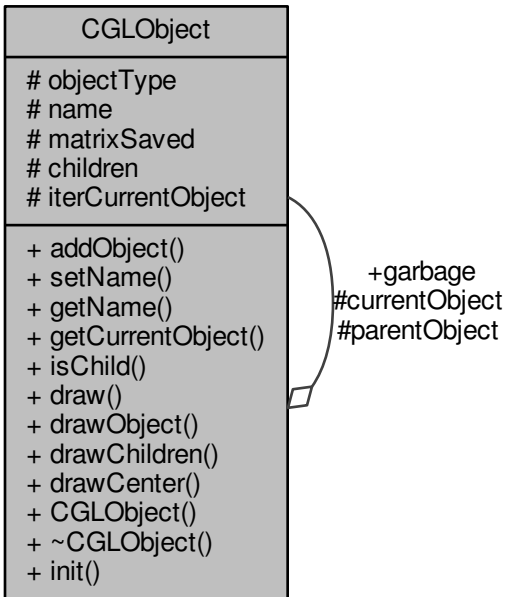 CGLObject
# objectType
# name
# matrixSaved
# children
# iterCurrentObject
+ addObject()
+ setName()
+ getName()
+ getCurrentObject()
+ isChild()
+ draw()
+ drawObject()
+ drawChildren()
+ drawCenter()
+ CGLObject()
+ ~CGLObject()
+ init()
+garbage
#currentObject
#parentObject